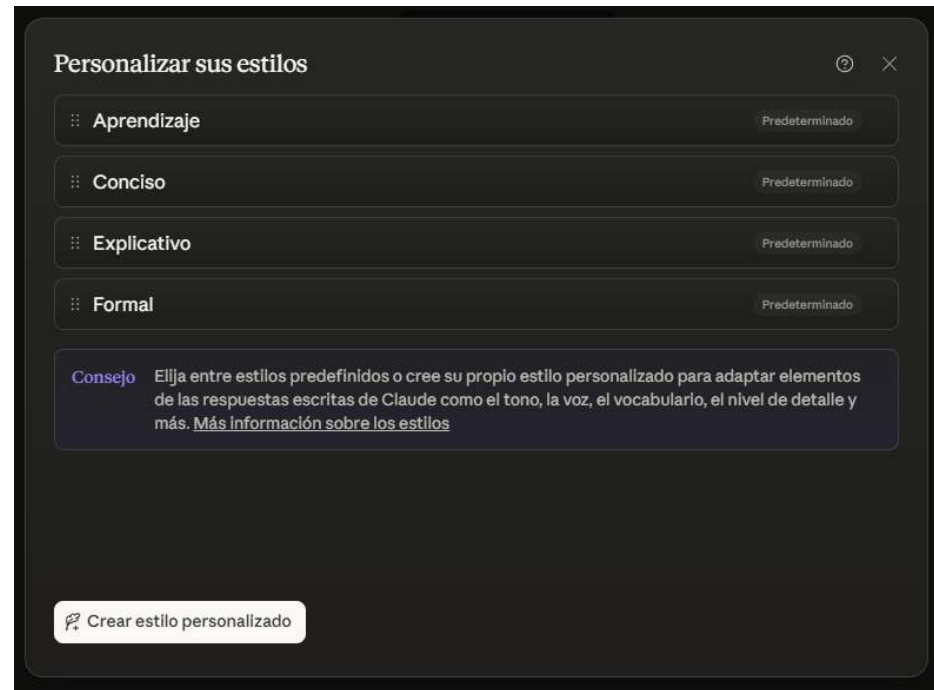 Personalizar sus estilos
Aprendizaje Predeterminado
Conciso Predeterminado
Explicativo Predeterminado
Formal Predeterminado
Consejo Elija entre estilos predefinidos o cree su propio estilo personalizado para adaptar elementos
de las respuestas escritas de Claude como el tono, la voz, el vocabulario, el nivel de detalle y
más. Más información sobre los estilos
Crear estilo personalizado